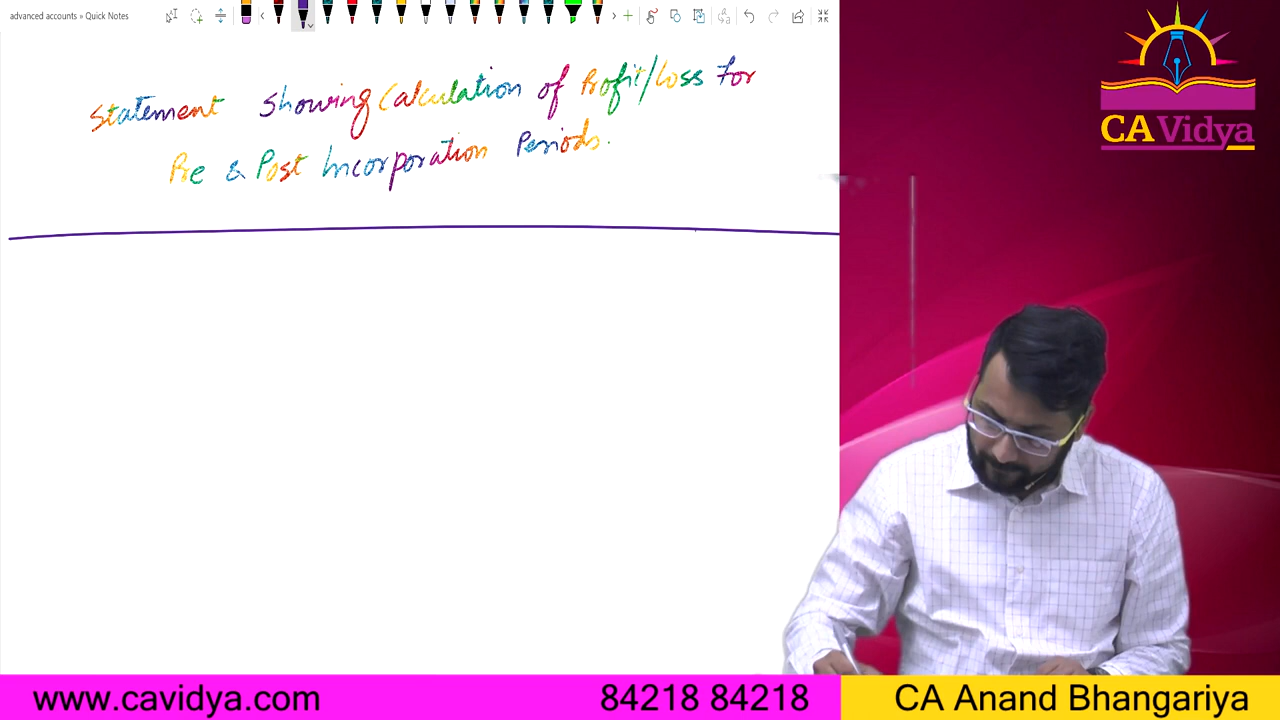 advanced accounts » Quick Notes
Statement Showing Calculation of Profit/Loss for
Pre & Post Incorporation Periods.
CA Vidya
www.cavidya.com
84218 84218
CA Anand Bhangariya